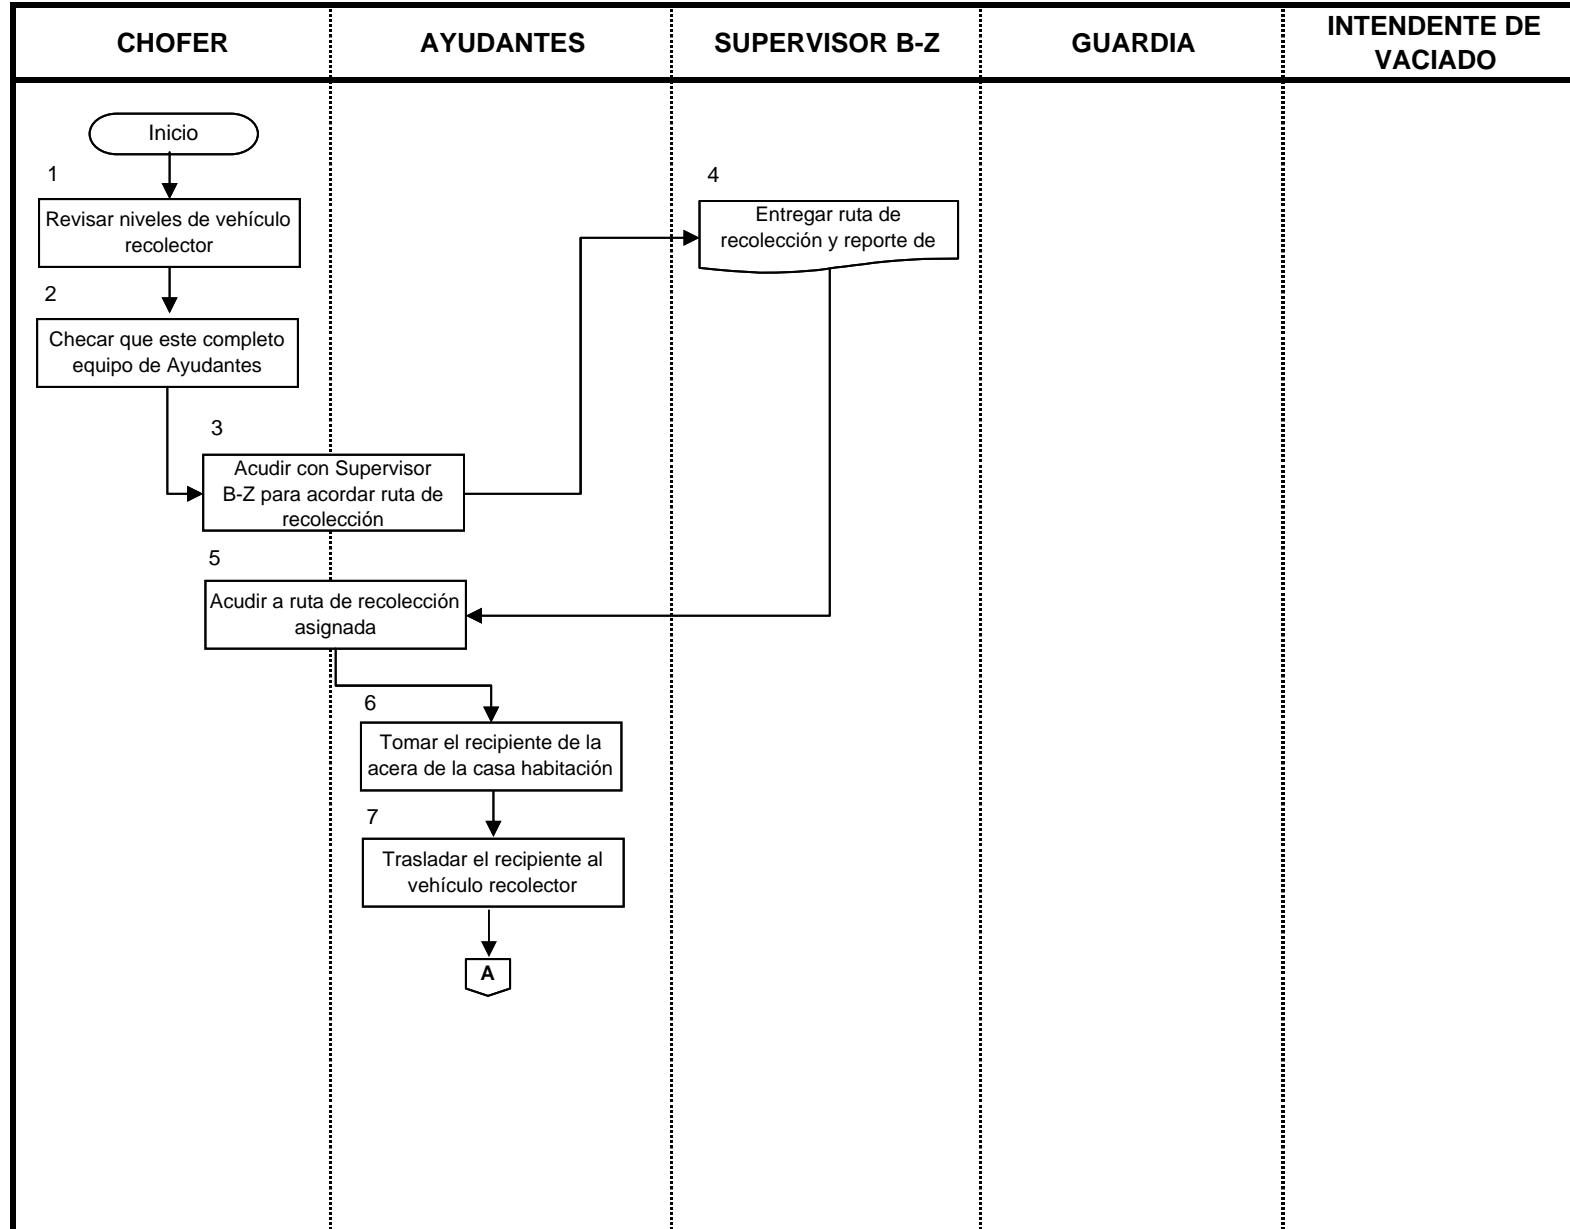 CHOFER
AYUDANTES
SUPERVISOR B-Z
GUARDIA
INTENDENTE DE
VACIADO
Inicio
1
Revisar niveles de vehículo
recolector
2
Checar que este completo
equipo de Ayudantes
3
Acudir con Supervisor
B-Z para acordar ruta de
recolección
4
Entregar ruta de
recolección y reporte de
5
Acudir a ruta de recolección
asignada
6
Tomar el recipiente de la
acera de la casa habitación
7
Trasladar el recipiente al
vehículo recolector
A